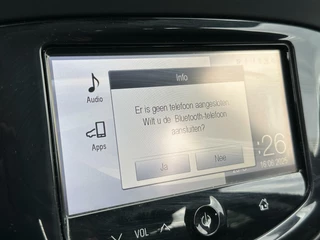 Info
Er is geen telefoon aangesloten.
Wilt u de Bluetooth-telefoon
aansluiten?
Ja
Nee
Audio
Apps
:26
VOL